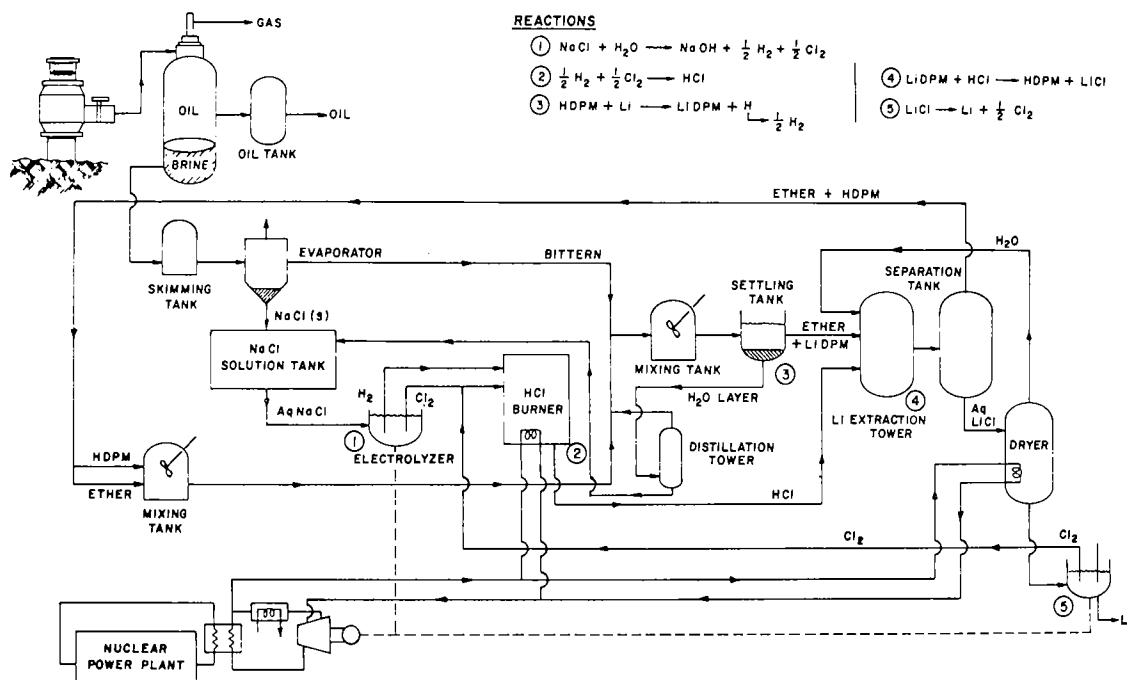 GAS
REACTIONS
① NaCl + H₂O → NaOH + ½ H₂ + ½ Cl₂
② ½ H₂ + ½ Cl₂ → HCl
③ HDPM + Li → LiDPM + H
→ ½ H₂
④ LiDPM + HCl → HDPM + LiCl
⑤ LiCl → Li + ½ Cl₂
OIL
OIL
OIL TANK
BRINE
ETHER + HDPM
H₂O
EVAPORATOR
BITTERN
SKIMMING
TANK
SETTLING
TANK
SEPARATION
TANK
NaCl (s)
NaCl
SOLUTION TANK
MIXING TANK
ETHER
+ LiDPM
③
H₂O LAYER
H₂
Cl₂
HCl
BURNER
④
LI EXTRACTION
TOWER
Aq
LiCl
Aq NaCl
①
ELECTROLYZER
②
DISTILLATION
TOWER
DRYER
HDPM
ETHER
MIXING
TANK
HCl
Cl₂
Cl₂
⑤
NUCLEAR
POWER PLANT